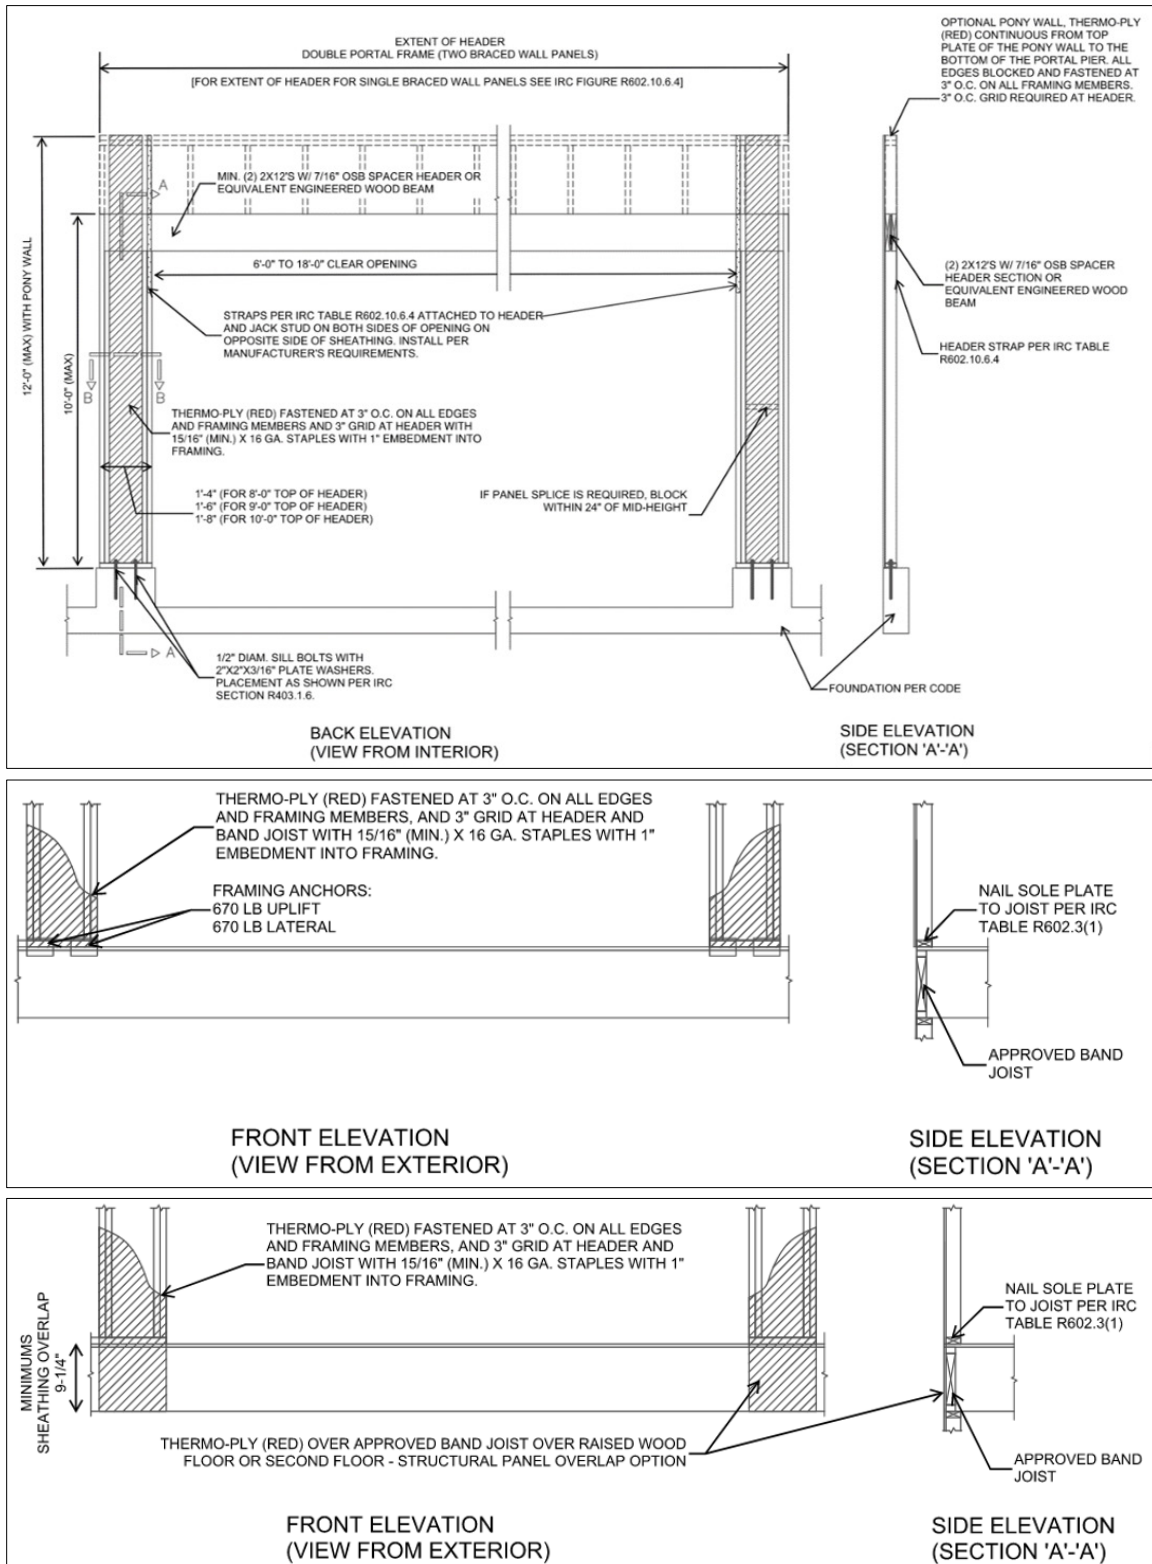 EXTENT OF HEADER
DOUBLE PORTAL FRAME (TWO BRACED WALL PANELS)
[FOR EXTENT OF HEADER FOR SINGLE BRACED WALL PANELS SEE IRC FIGURE R602.10.6.4]
OPTIONAL PONY WALL, THERMO-PLY
(RED) CONTINUOUS FROM TOP
PLATE OF THE PONY WALL TO THE
BOTTOM OF THE PORTAL PIER. ALL
EDGES BLOCKED AND FASTENED AT
3" O.C. ON ALL FRAMING MEMBERS.
3" O.C. GRID REQUIRED AT HEADER.
A
MIN. (2) 2X12'S W/ 7/16" OSB SPACER HEADER OR
EQUIVALENT ENGINEERED WOOD BEAM
12'-0" (MAX) WITH PONY WALL
10'-0" (MAX)
6'-0" TO 18'-0" CLEAR OPENING
(2) 2X12'S W/ 7/16" OSB SPACER
HEADER SECTION OR
EQUIVALENT ENGINEERED WOOD
BEAM
STRAPS PER IRC TABLE R602.10.6.4 ATTACHED TO HEADER
AND JACK STUD ON BOTH SIDES OF OPENING ON
OPPOSITE SIDE OF SHEATHING. INSTALL PER
MANUFACTURER'S REQUIREMENTS.
HEADER STRAP PER IRC TABLE
R602.10.6.4
B
B
THERMO-PLY (RED) FASTENED AT 3" O.C. ON ALL EDGES
AND FRAMING MEMBERS AND 3" GRID AT HEADER WITH
15/16" (MIN.) X 16 GA. STAPLES WITH 1" EMBEDMENT INTO
FRAMING.
1'-4" (FOR 8'-0" TOP OF HEADER)
1'-6" (FOR 9'-0" TOP OF HEADER)
1'-8" (FOR 10'-0" TOP OF HEADER)
IF PANEL SPLICE IS REQUIRED, BLOCK
WITHIN 24" OF MID-HEIGHT
A
1/2" DIAM. SILL BOLTS WITH
2"X2"X3/16" PLATE WASHERS.
PLACEMENT AS SHOWN PER IRC
SECTION R403.1.6.
FOUNDATION PER CODE
BACK ELEVATION
(VIEW FROM INTERIOR)
SIDE ELEVATION
(SECTION 'A'-'A')
THERMO-PLY (RED) FASTENED AT 3" O.C. ON ALL EDGES
AND FRAMING MEMBERS, AND 3" GRID AT HEADER AND
BAND JOIST WITH 15/16" (MIN.) X 16 GA. STAPLES WITH 1"
EMBEDMENT INTO FRAMING.
FRAMING ANCHORS:
670 LB UPLIFT
670 LB LATERAL
NAIL SOLE PLATE
TO JOIST PER IRC
TABLE R602.3(1)
APPROVED BAND
JOIST
FRONT ELEVATION
(VIEW FROM EXTERIOR)
SIDE ELEVATION
(SECTION 'A'-'A')
THERMO-PLY (RED) FASTENED AT 3" O.C. ON ALL EDGES
AND FRAMING MEMBERS, AND 3" GRID AT HEADER AND
BAND JOIST WITH 15/16" (MIN.) X 16 GA. STAPLES WITH 1"
EMBEDMENT INTO FRAMING.
NAIL SOLE PLATE
TO JOIST PER IRC
TABLE R602.3(1)
MINIMUMS
SHEATHING OVERLAP
9-1/4"
THERMO-PLY (RED) OVER APPROVED BAND JOIST OVER RAISED WOOD
FLOOR OR SECOND FLOOR - STRUCTURAL PANEL OVERLAP OPTION
APPROVED BAND
JOIST
FRONT ELEVATION
(VIEW FROM EXTERIOR)
SIDE ELEVATION
(SECTION 'A'-'A')